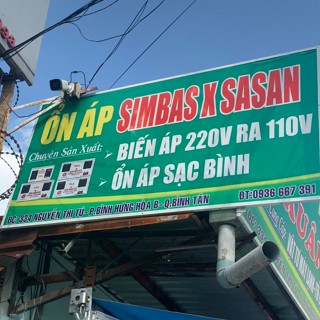 ỔN ÁP SIMBAS X SASAN
Chuyên Sản Xuất:
BIẾN ÁP 220V RA 110V
ỔN ÁP SẠC BÌNH
ĐC: 334 NGUYỄN THỊ TÚ - P.BÌNH HƯNG HÒA B - Q.BÌNH TÂN
ĐT: 0936 687 391